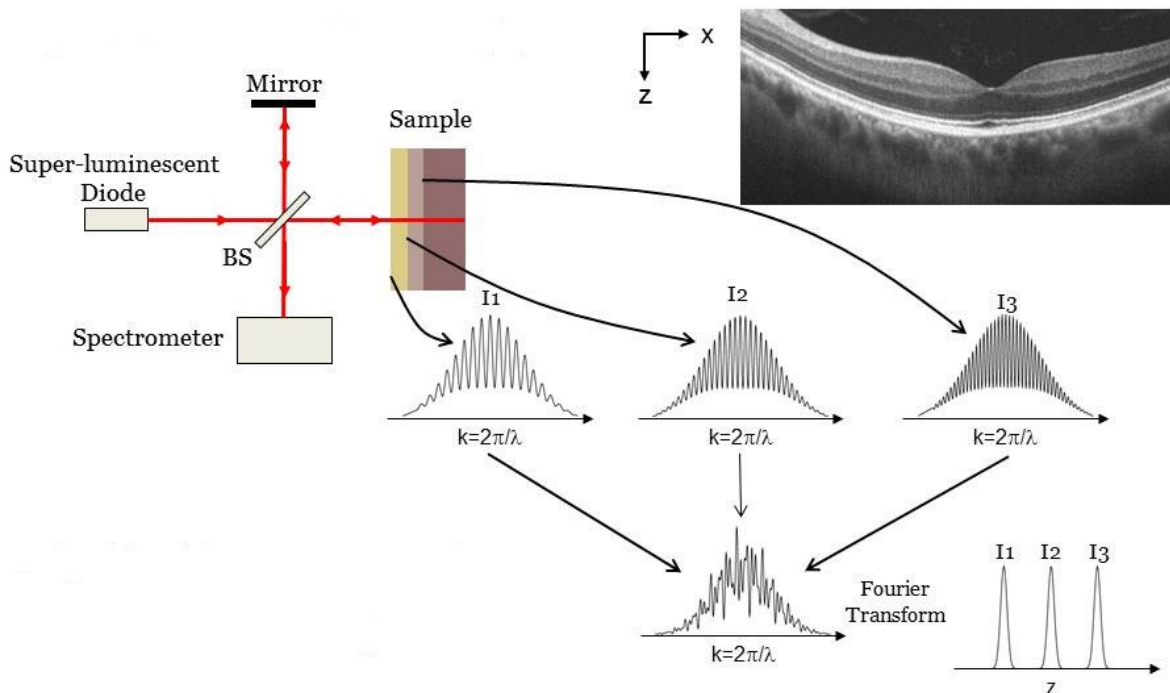 X
Z
Mirror
Sample
Super-luminescent
Diode
BS
Spectrometer
I1
I2
I3
k=2π/λ
k=2π/λ
k=2π/λ
I1
I2
I3
Fourier
Transform
k=2π/λ
z